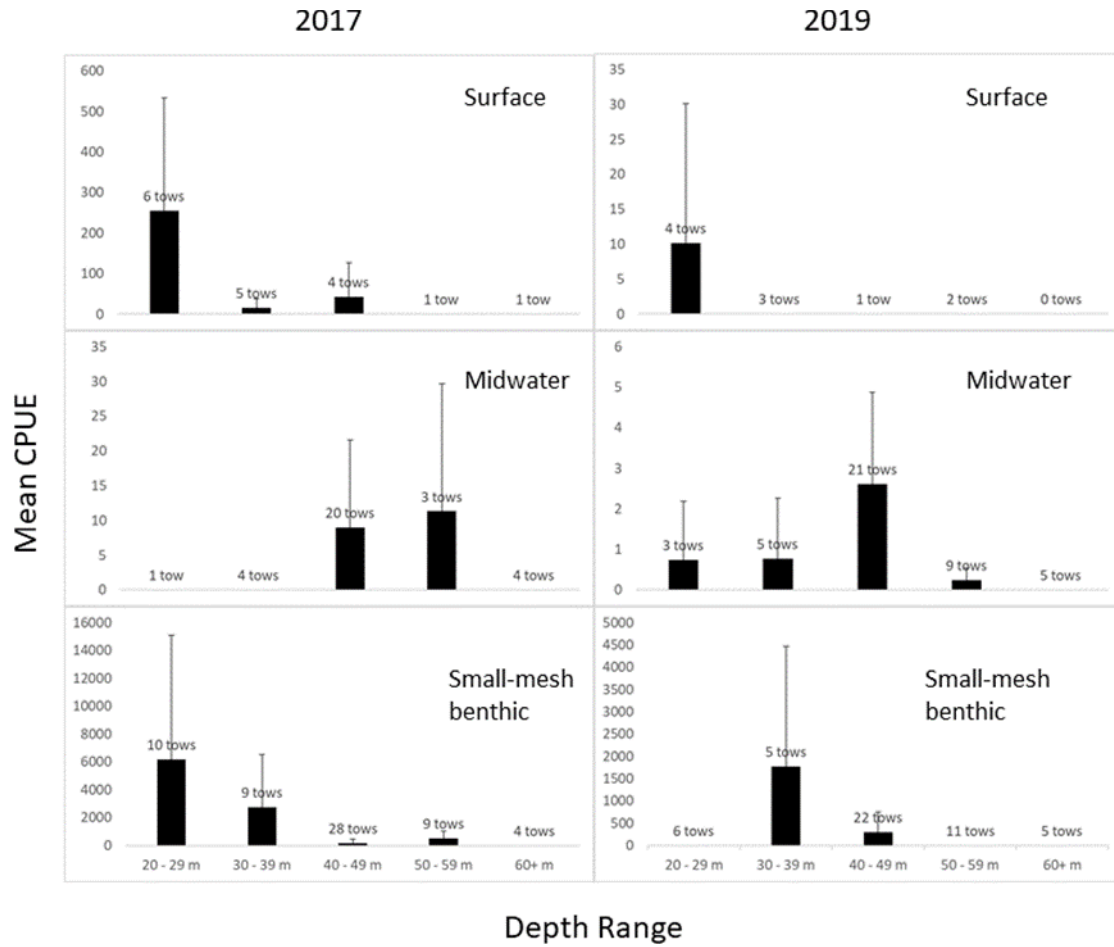 2017
2019
Mean CPUE
600
500
400
300
200
100
0
Surface
6 tows
5 tows
4 tows
1 tow
1 tow
35
30
25
20
15
10
5
0
Surface
4 tows
3 tows
1 tow
2 tows
0 tows
35
30
25
20
15
10
5
0
Midwater
1 tow
4 tows
20 tows
3 tows
4 tows
6
5
4
3
2
1
0
Midwater
3 tows
5 tows
21 tows
9 tows
5 tows
16000
14000
12000
10000
8000
6000
4000
2000
0
Small-mesh
benthic
10 tows
9 tows
28 tows
9 tows
4 tows
20 - 29 m
30 - 39 m
40 - 49 m
50 - 59 m
60+ m
5000
4500
4000
3500
3000
2500
2000
1500
1000
500
0
Small-mesh
benthic
6 tows
5 tows
22 tows
11 tows
5 tows
20 - 29 m
30 - 39 m
40 - 49 m
50 - 59 m
60+ m
Depth Range